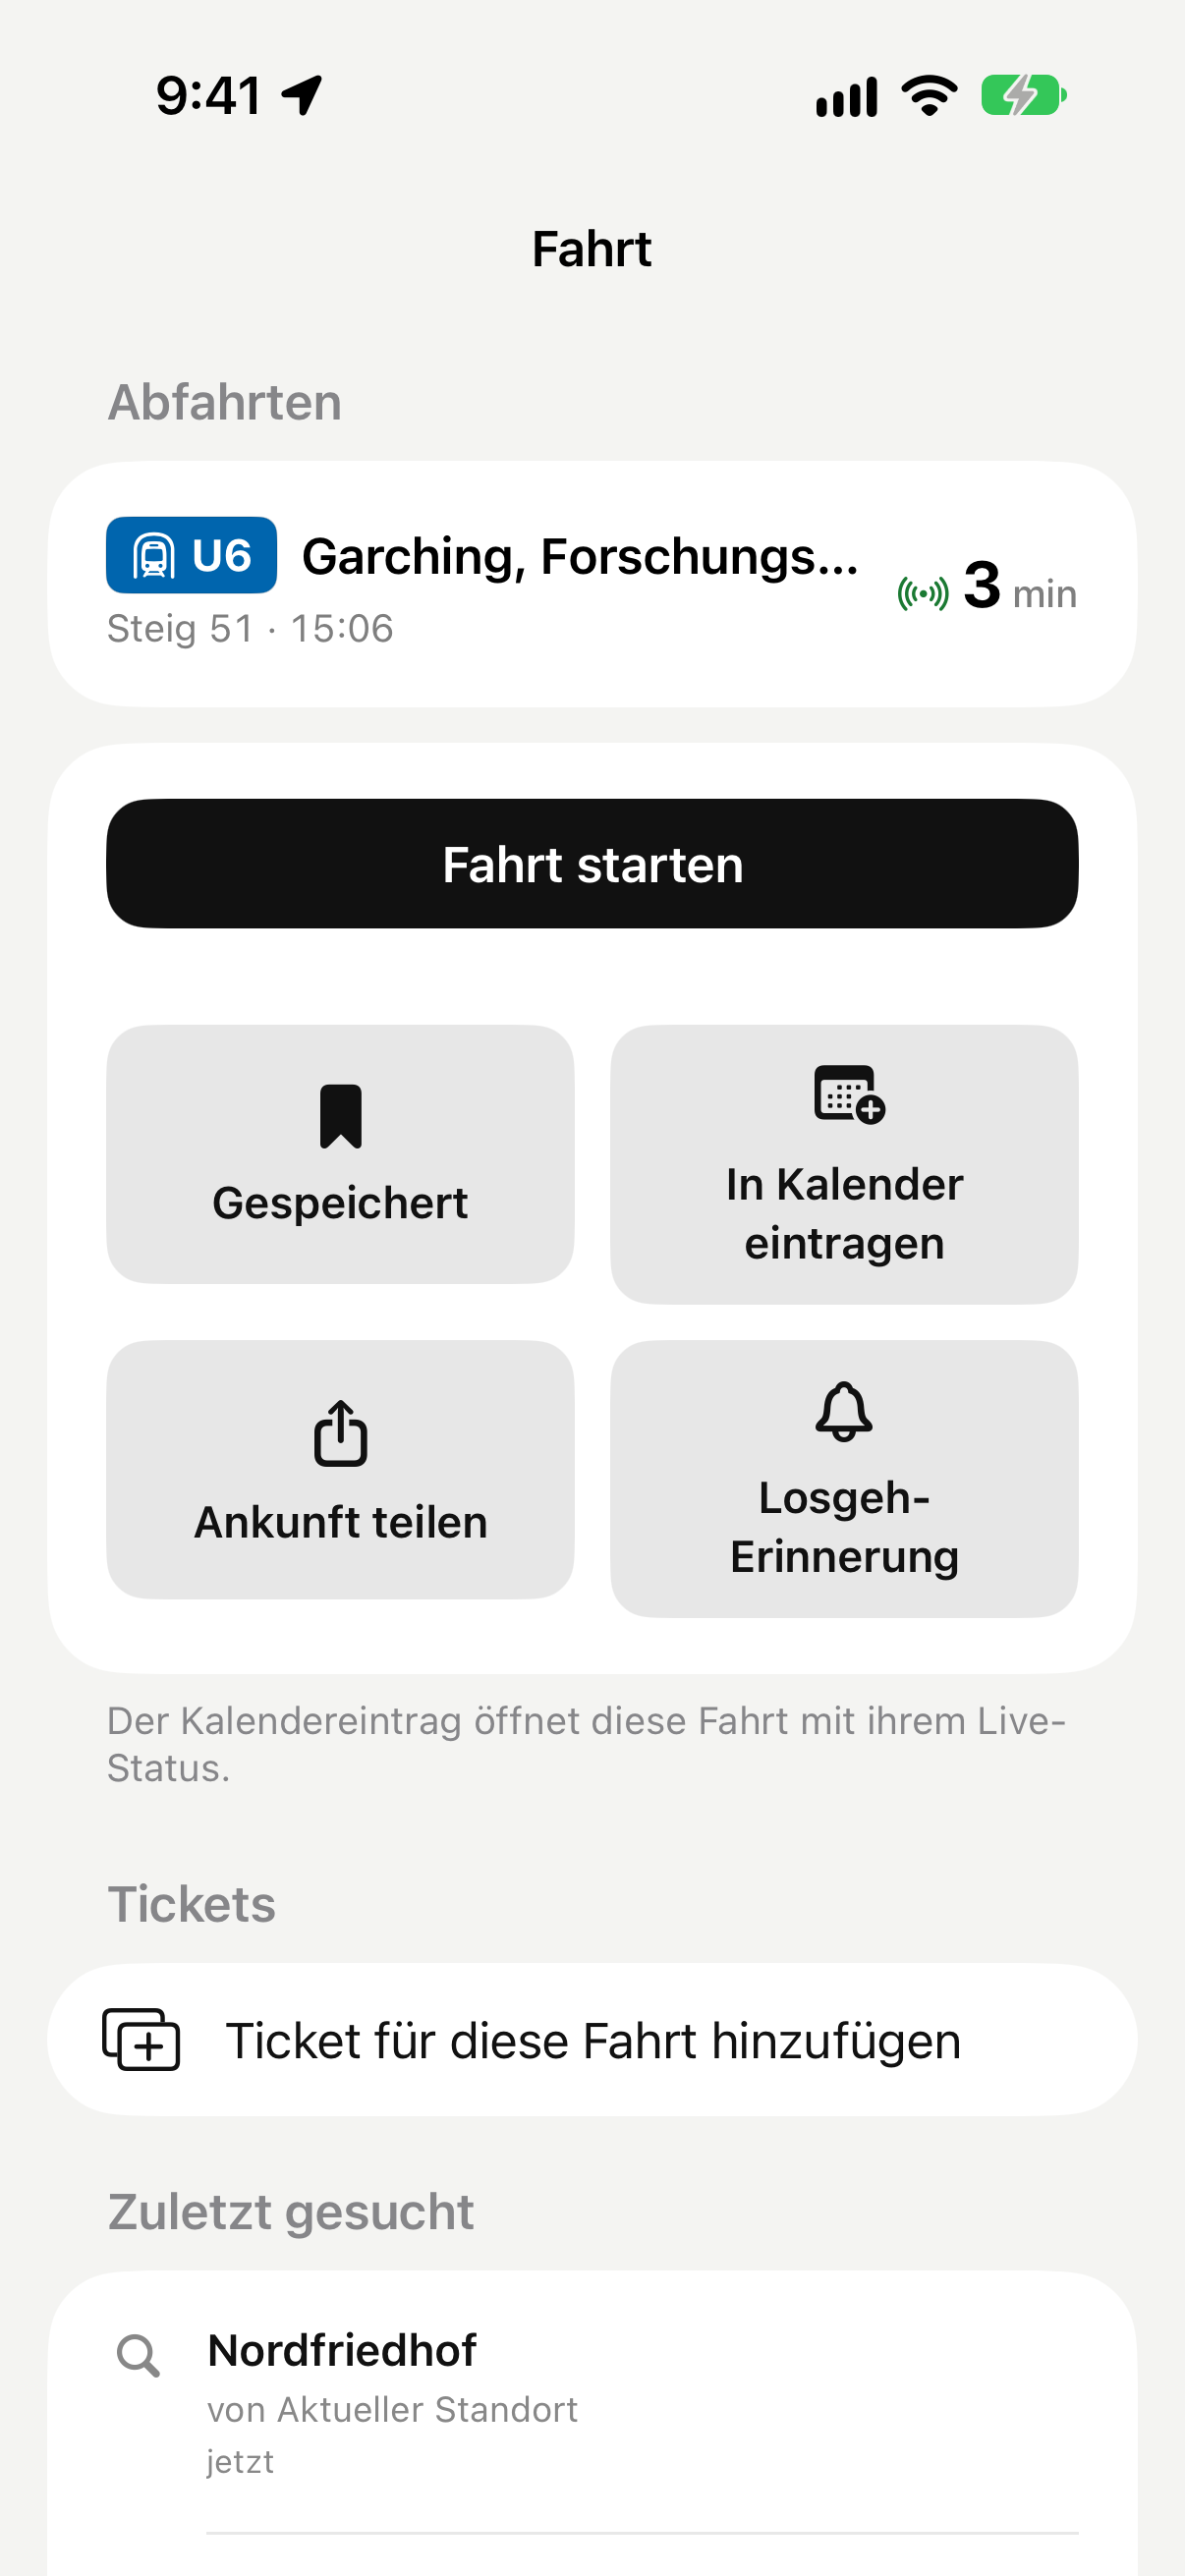 9:41
Fahrt
Abfahrten
U6 Garching, Forschungs...
3 min
Steig 51 · 15:06
Fahrt starten
Gespeichert
In Kalender
eintragen
Ankunft teilen
Losgeh-
Erinnerung
Der Kalendereintrag öffnet diese Fahrt mit ihrem Live-
Status.
Tickets
Ticket für diese Fahrt hinzufügen
Zuletzt gesucht
Nordfriedhof
von Aktueller Standort
jetzt